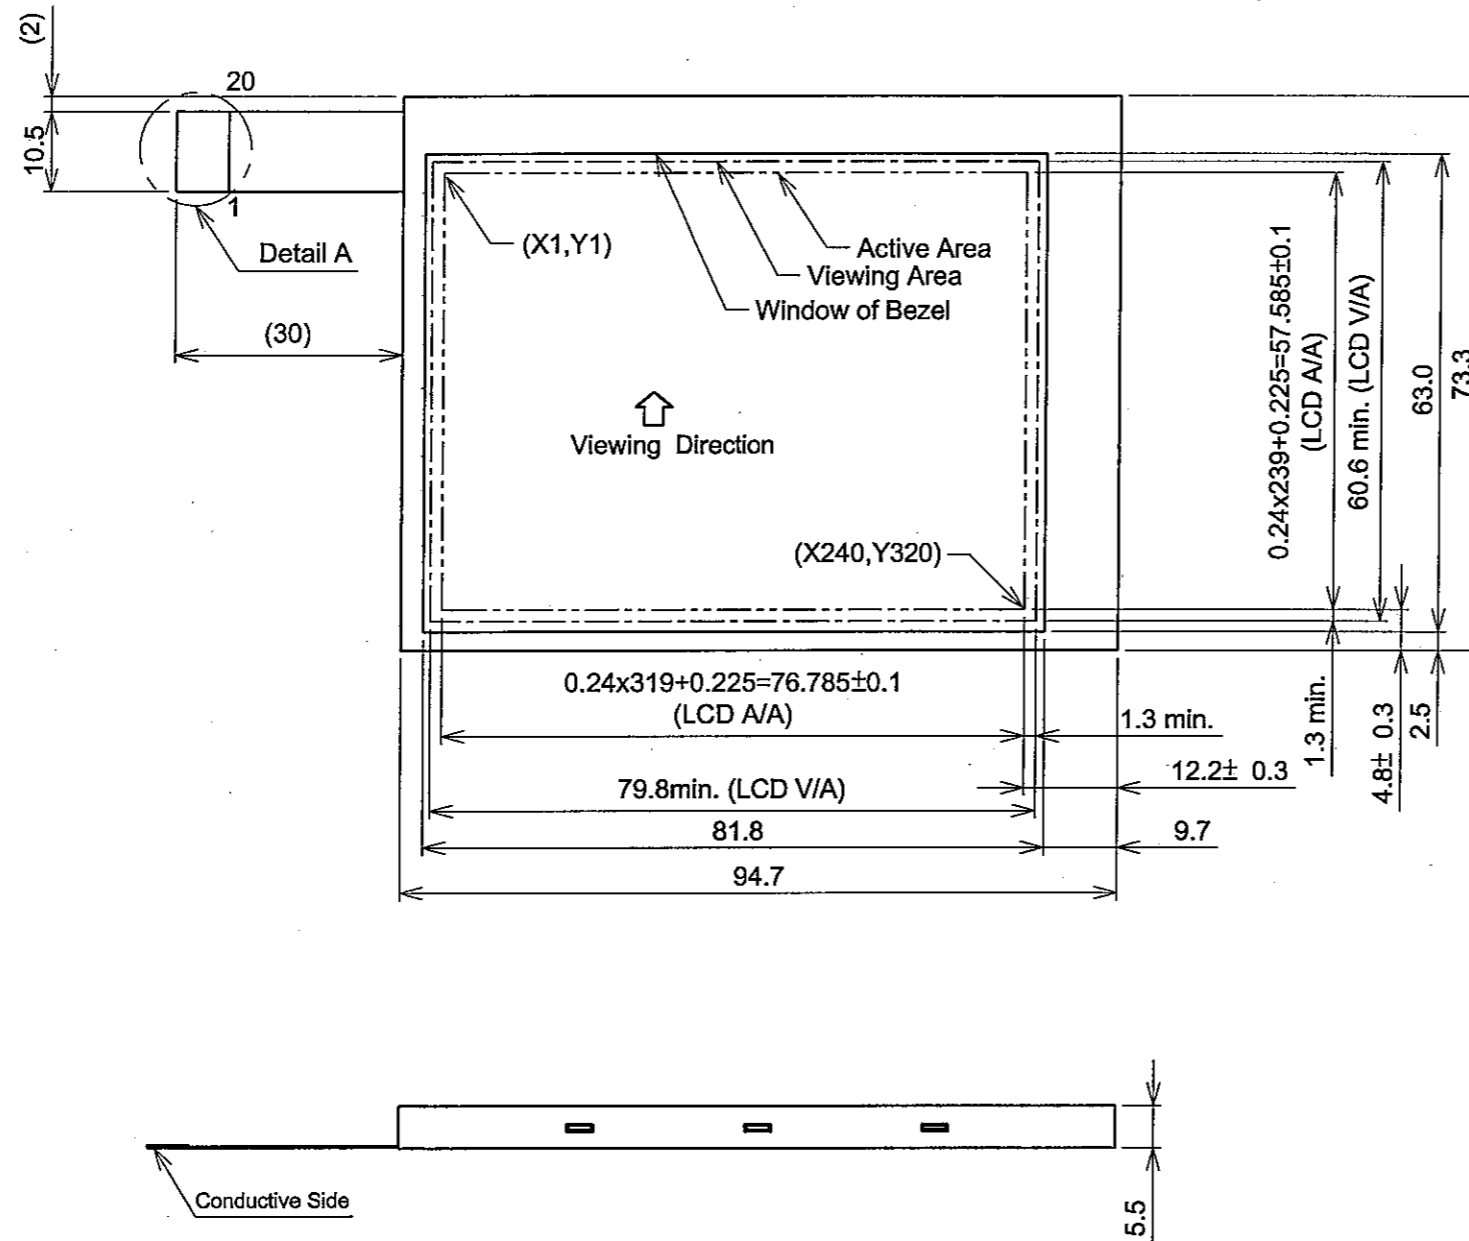 (2)
20
10.5
1
Detail A
(30)
(X1,Y1)
Active Area
Viewing Area
Window of Bezel
Viewing Direction
(X240,Y320)
0.24x239+0.225=57.585±0.1
(LCD A/A)
60.6 min. (LCD V/A)
63.0
73.3
0.24x319+0.225=76.785±0.1
(LCD A/A)
1.3 min.
12.2± 0.3
79.8min. (LCD V/A)
81.8
9.7
94.7
1.3 min.
4.8± 0.3
2.5
Conductive Side
5.5